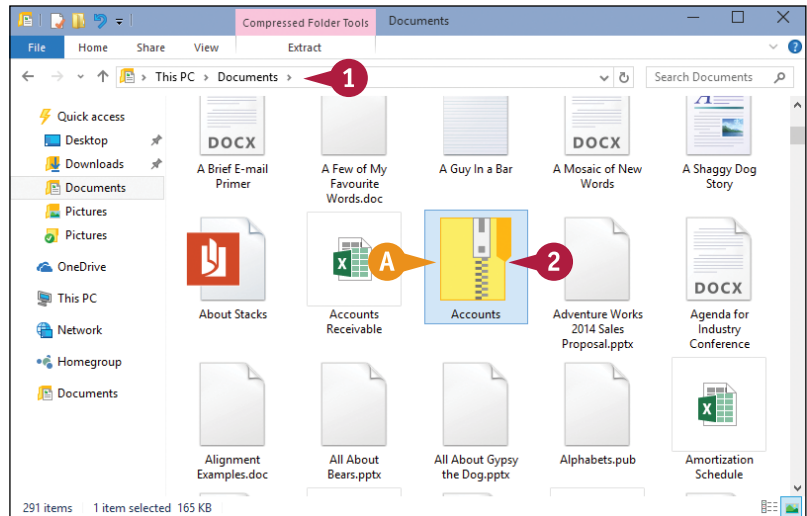 Compressed Folder Tools
Documents
File
Home
Share
View
Extract
This PC
Documents
1
Search Documents
Quick access
Desktop
Downloads
Documents
Pictures
Pictures
OneDrive
This PC
Network
Homegroup
Documents
DOCX
DOCX
A
A Brief E-mail
Primer
A Few of My
Favourite
Words.doc
A Guy In a Bar
A Mosaic of New
Words
A Shaggy Dog
Story
X
A
2
DOCX
About Stacks
Accounts
Receivable
Accounts
Adventure Works
2014 Sales
Proposal.pptx
Agenda for
Industry
Conference
X
Alignment
Examples.doc
All About
Bears.pptx
All About Gypsy
the Dog.pptx
Alphabets.pub
Amortization
Schedule
291 items
1 item selected 165 KB